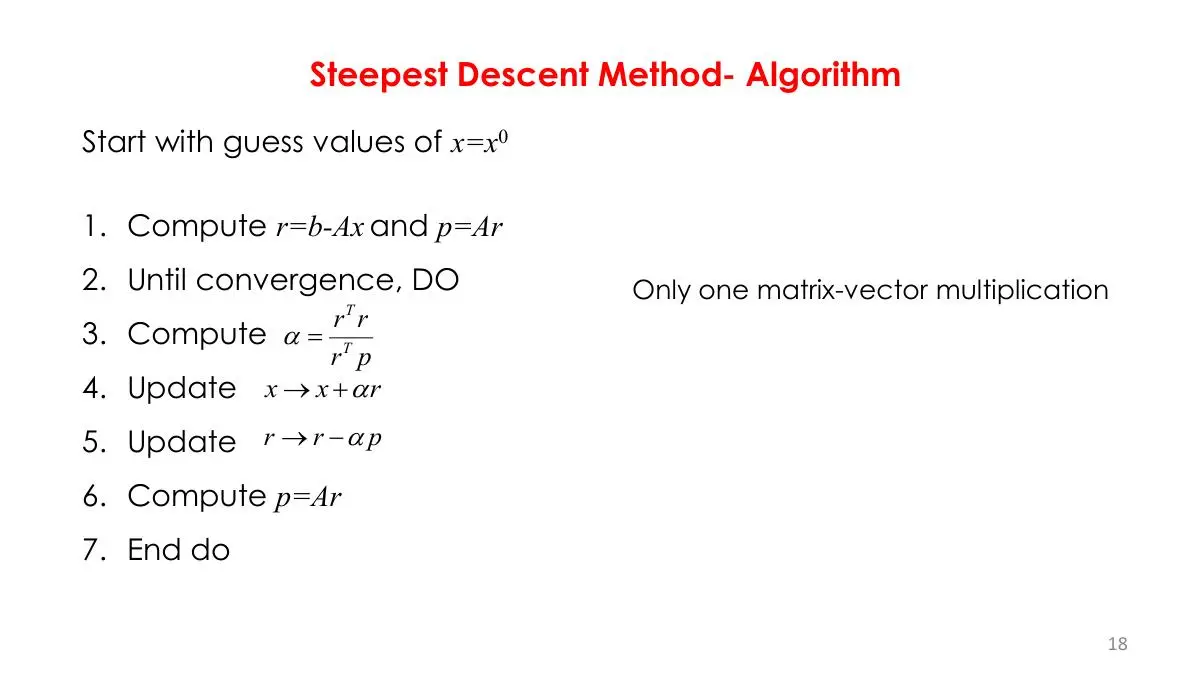 Steepest Descent Method- Algorithm
Start with guess values of x=x⁰
1. Compute r=b-Ax and p=Ar
2. Until convergence, DO
Only one matrix-vector multiplication
3. Compute α = rᵀr / rᵀp
4. Update x → x + αr
5. Update r → r − αp
6. Compute p=Ar
7. End do
18